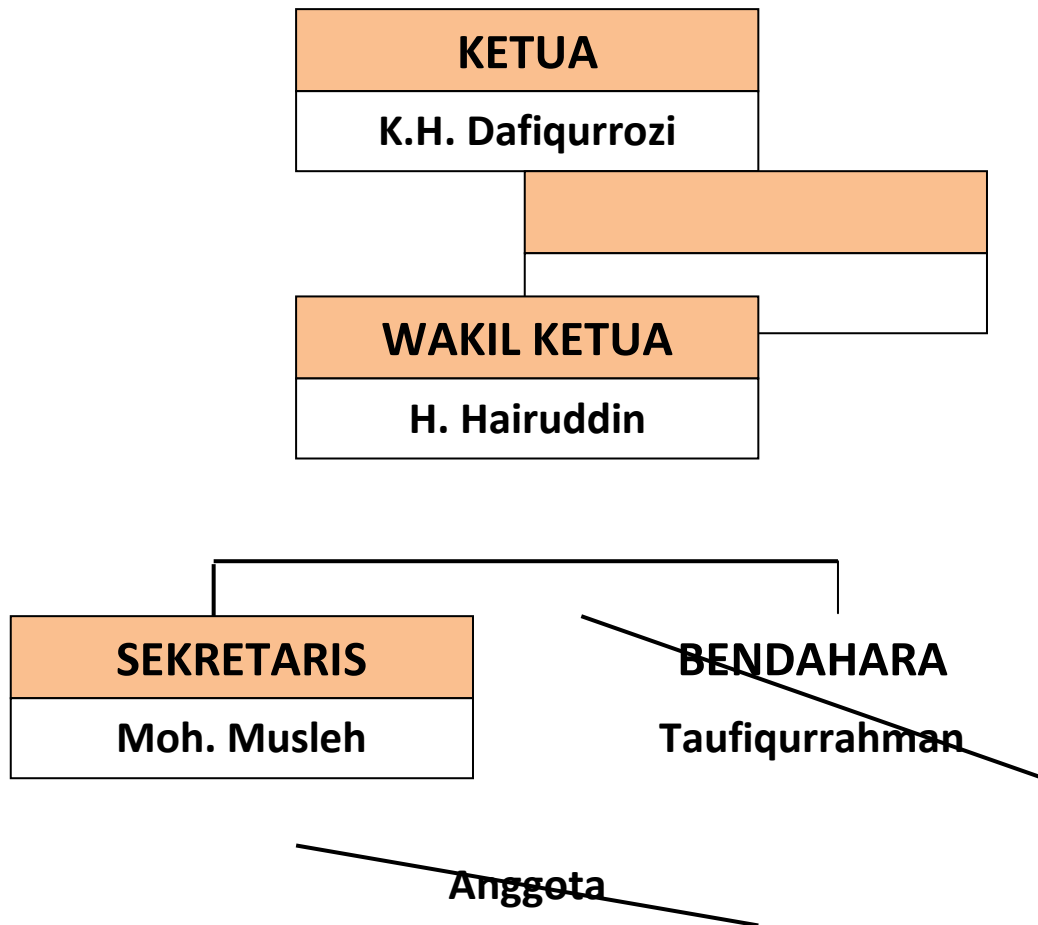 KETUA
K.H. Dafiqurrozi
WAKIL KETUA
H. Hairuddin
SEKRETARIS
Moh. Musleh
BENDAHARA
Taufiqurrahman
Anggota